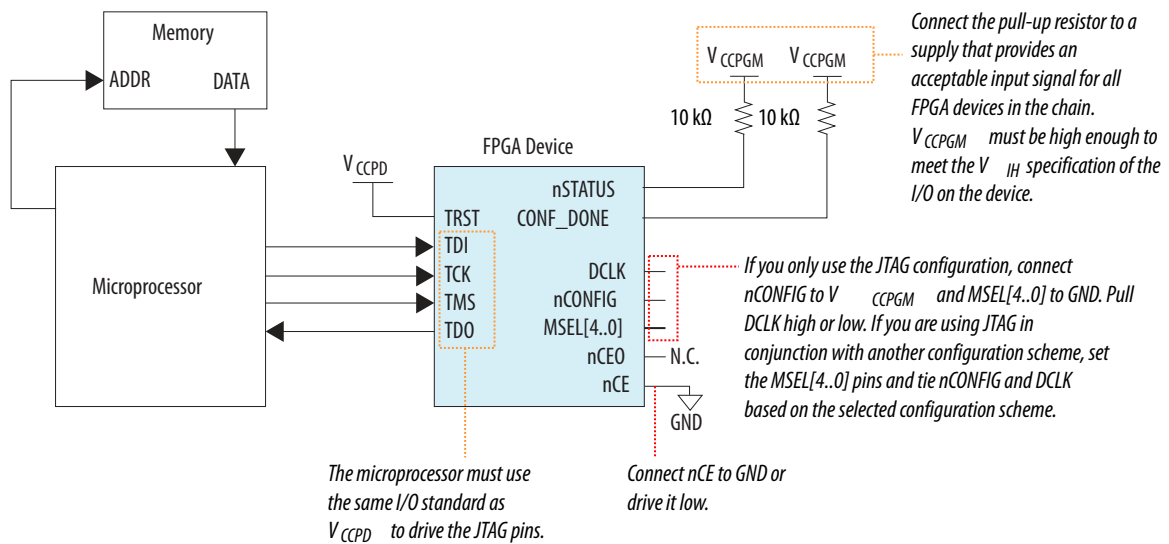 Memory
ADDR
DATA
Microprocessor
V CCPD
FPGA Device
TRST
TDI
TCK
TMS
TDO
nSTATUS
CONF_DONE
DCLK
nCONFIG
MSEL[4..0]
nCEO
nCE
N.C.
GND
V CCPGM
V CCPGM
10 kΩ
10 kΩ
Connect the pull-up resistor to a
supply that provides an
acceptable input signal for all
FPGA devices in the chain.
V CCPGM must be high enough to
meet the V IH specification of the
I/O on the device.
If you only use the JTAG configuration, connect
nCONFIG to V CCPGM and MSEL[4..0] to GND. Pull
DCLK high or low. If you are using JTAG in
conjunction with another configuration scheme, set
the MSEL[4..0] pins and tie nCONFIG and DCLK
based on the selected configuration scheme.
The microprocessor must use
the same I/O standard as
V CCPD to drive the JTAG pins.
Connect nCE to GND or
drive it low.